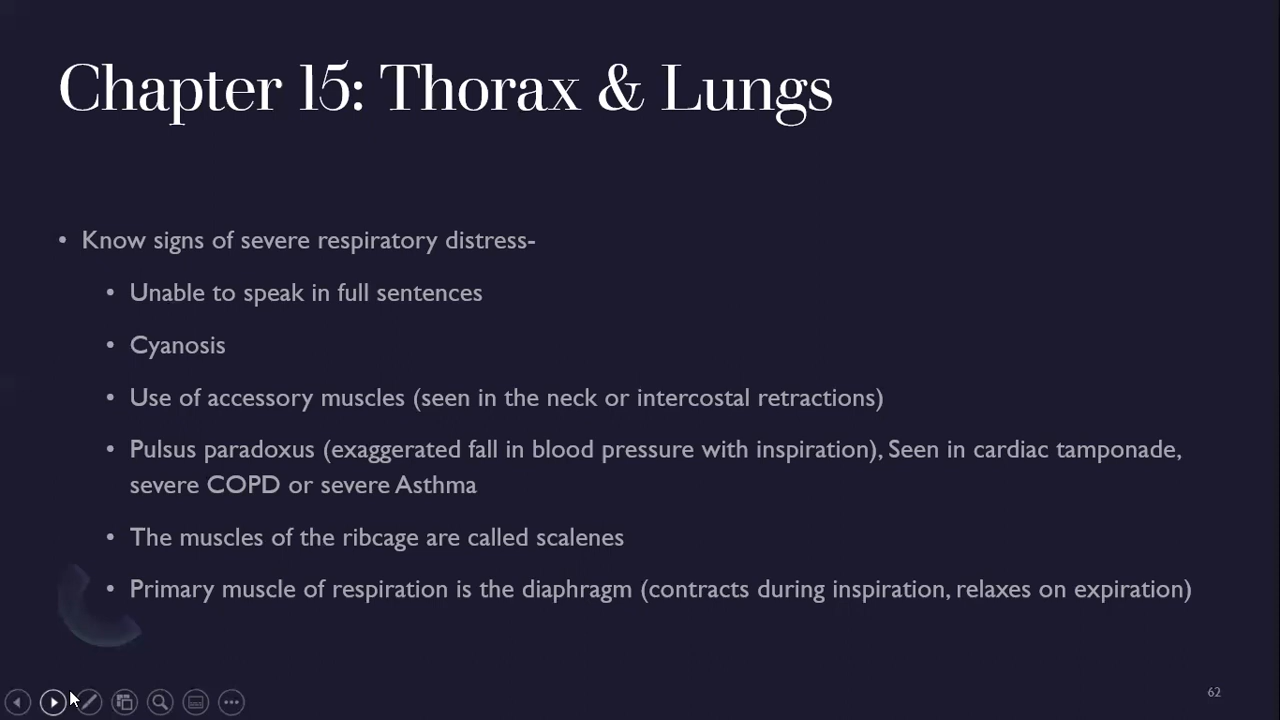 Chapter 15: Thorax & Lungs
• Know signs of severe respiratory distress-
• Unable to speak in full sentences
• Cyanosis
• Use of accessory muscles (seen in the neck or intercostal retractions)
• Pulsus paradoxus (exaggerated fall in blood pressure with inspiration), Seen in cardiac tamponade,
severe COPD or severe Asthma
• The muscles of the ribcage are called scalenes
• Primary muscle of respiration is the diaphragm (contracts during inspiration, relaxes on expiration)
62